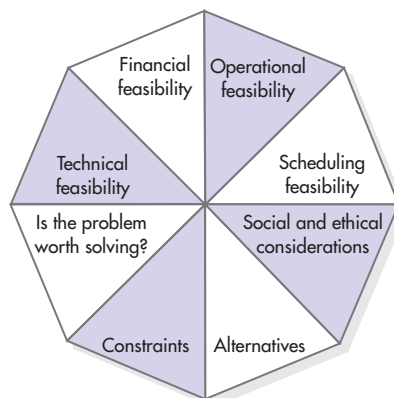 Financial
feasibility
Operational
feasibility
Technical
feasibility
Scheduling
feasibility
Is the problem
worth solving?
Social and ethical
considerations
Constraints
Alternatives